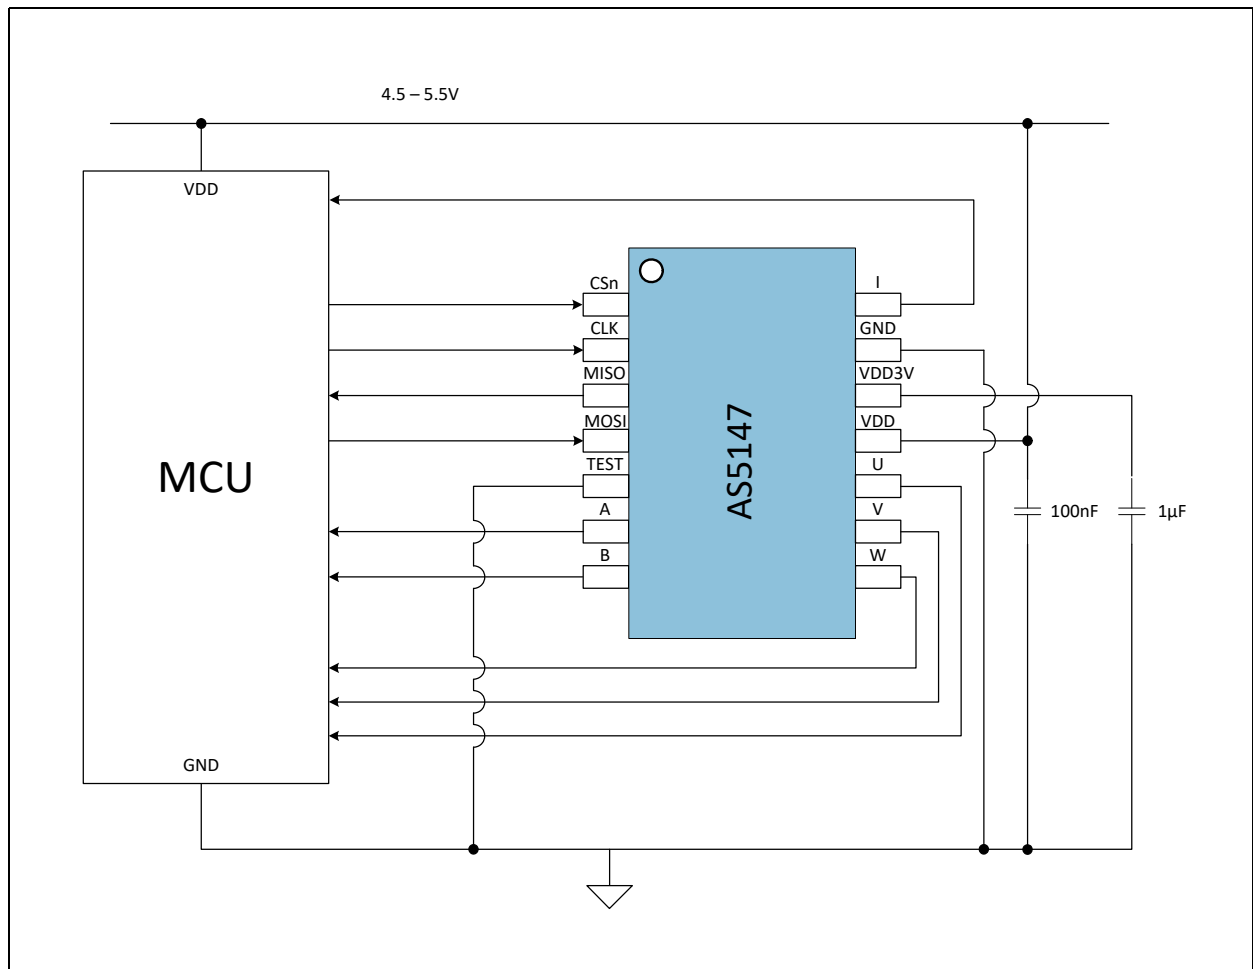 4.5 – 5.5V
VDD
MCU
GND
CSn
CLK
MISO
MOSI
TEST
A
B
AS5147
I
GND
VDD3V
VDD
U
V
W
100nF
1µF